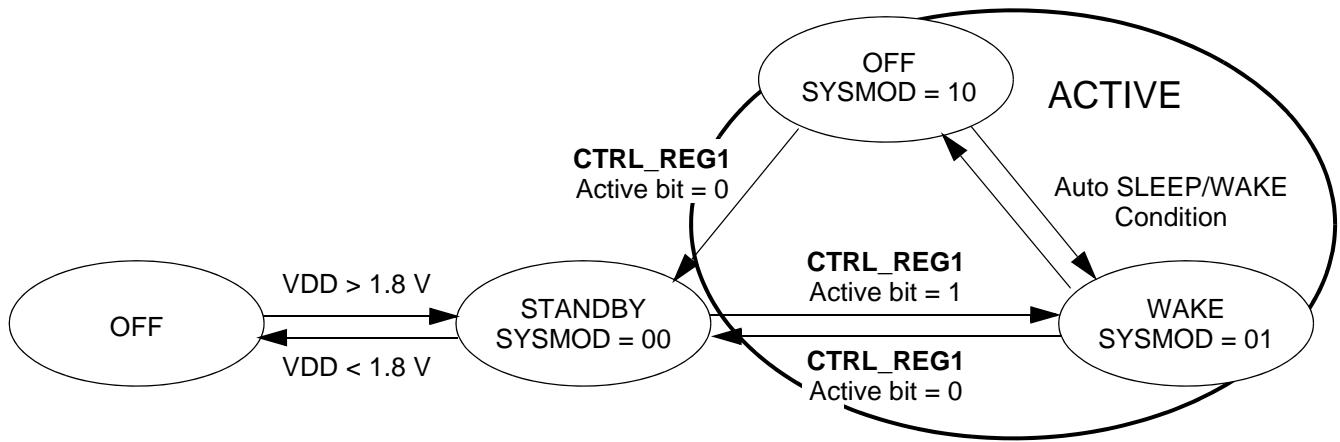 OFF
SYSMOD = 10
ACTIVE
CTRL_REG1
Active bit = 0
Auto SLEEP/WAKE
Condition
VDD > 1.8 V
CTRL_REG1
Active bit = 1
OFF
STANDBY
SYSMOD = 00
WAKE
SYSMOD = 01
VDD < 1.8 V
CTRL_REG1
Active bit = 0